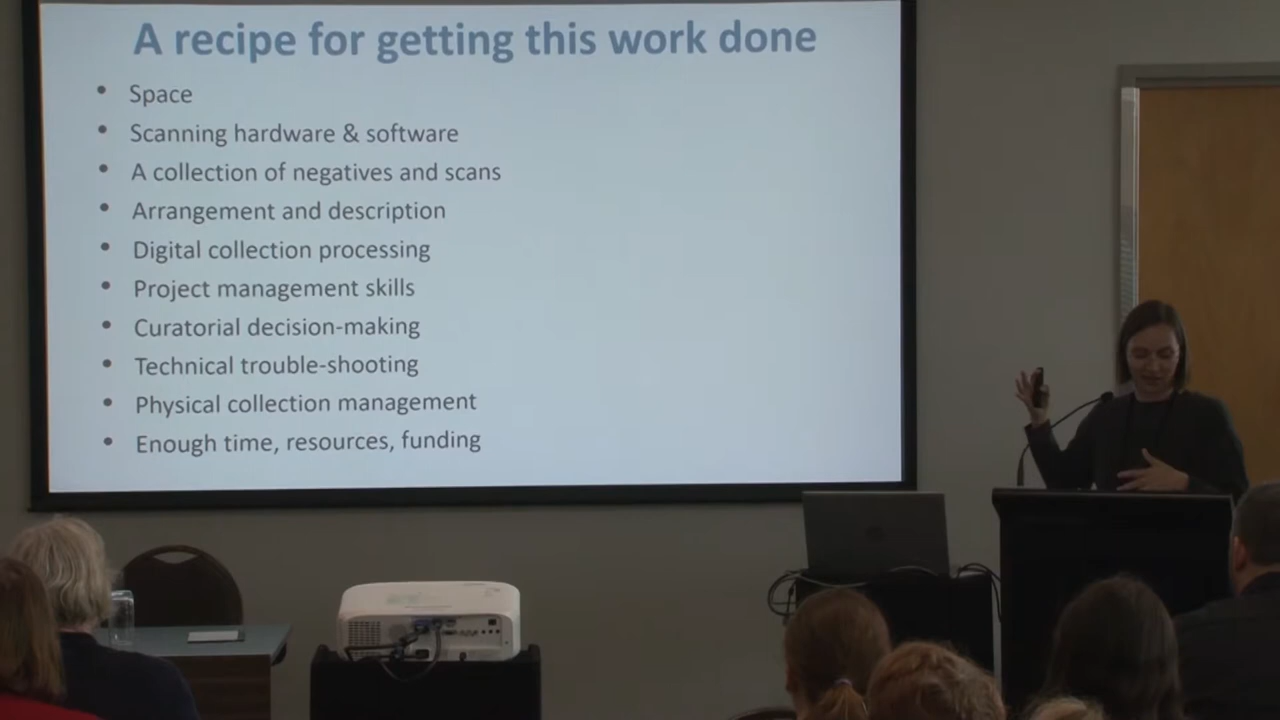 A recipe for getting this work done
• Space
• Scanning hardware & software
• A collection of negatives and scans
• Arrangement and description
• Digital collection processing
• Project management skills
• Curatorial decision-making
• Technical trouble-shooting
• Physical collection management
• Enough time, resources, funding